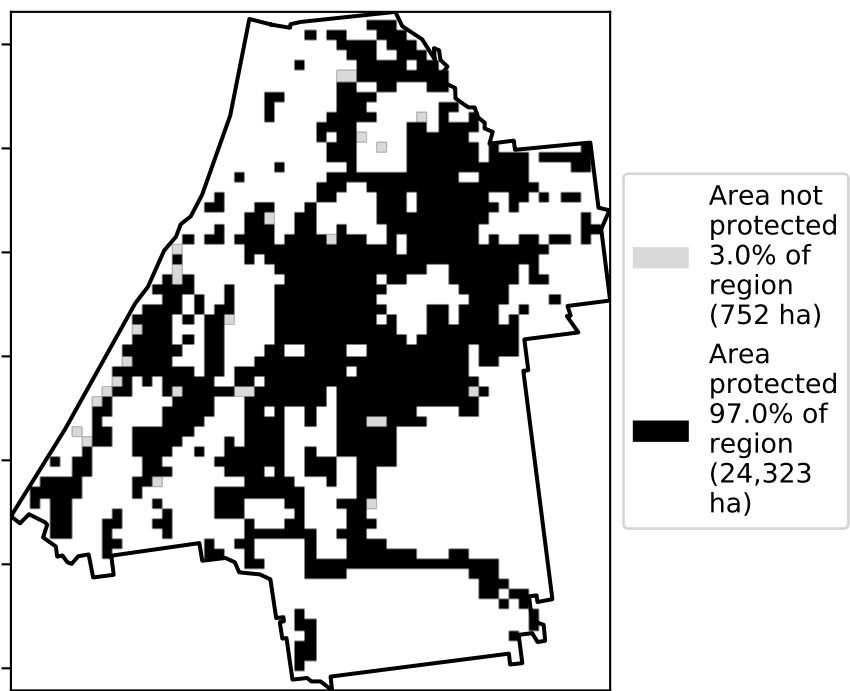 Area not
protected
3.0% of
region
(752 ha)
Area
protected
97.0% of
region
(24,323
ha)